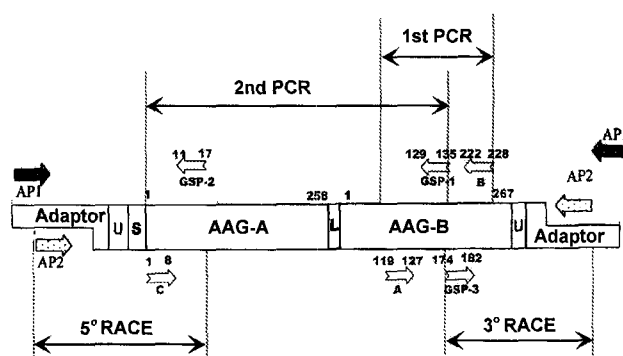 1st PCR
2nd PCR
11 17
129 135 222 228
GSP-2
GSP-1
B
AP
AP1
AP2
1
258
1
267
Adaptor
U
S
AAG-A
L
AAG-B
U
Adaptor
AP2
1 8
C
119 127
A
174 182
GSP-3
5° RACE
3° RACE